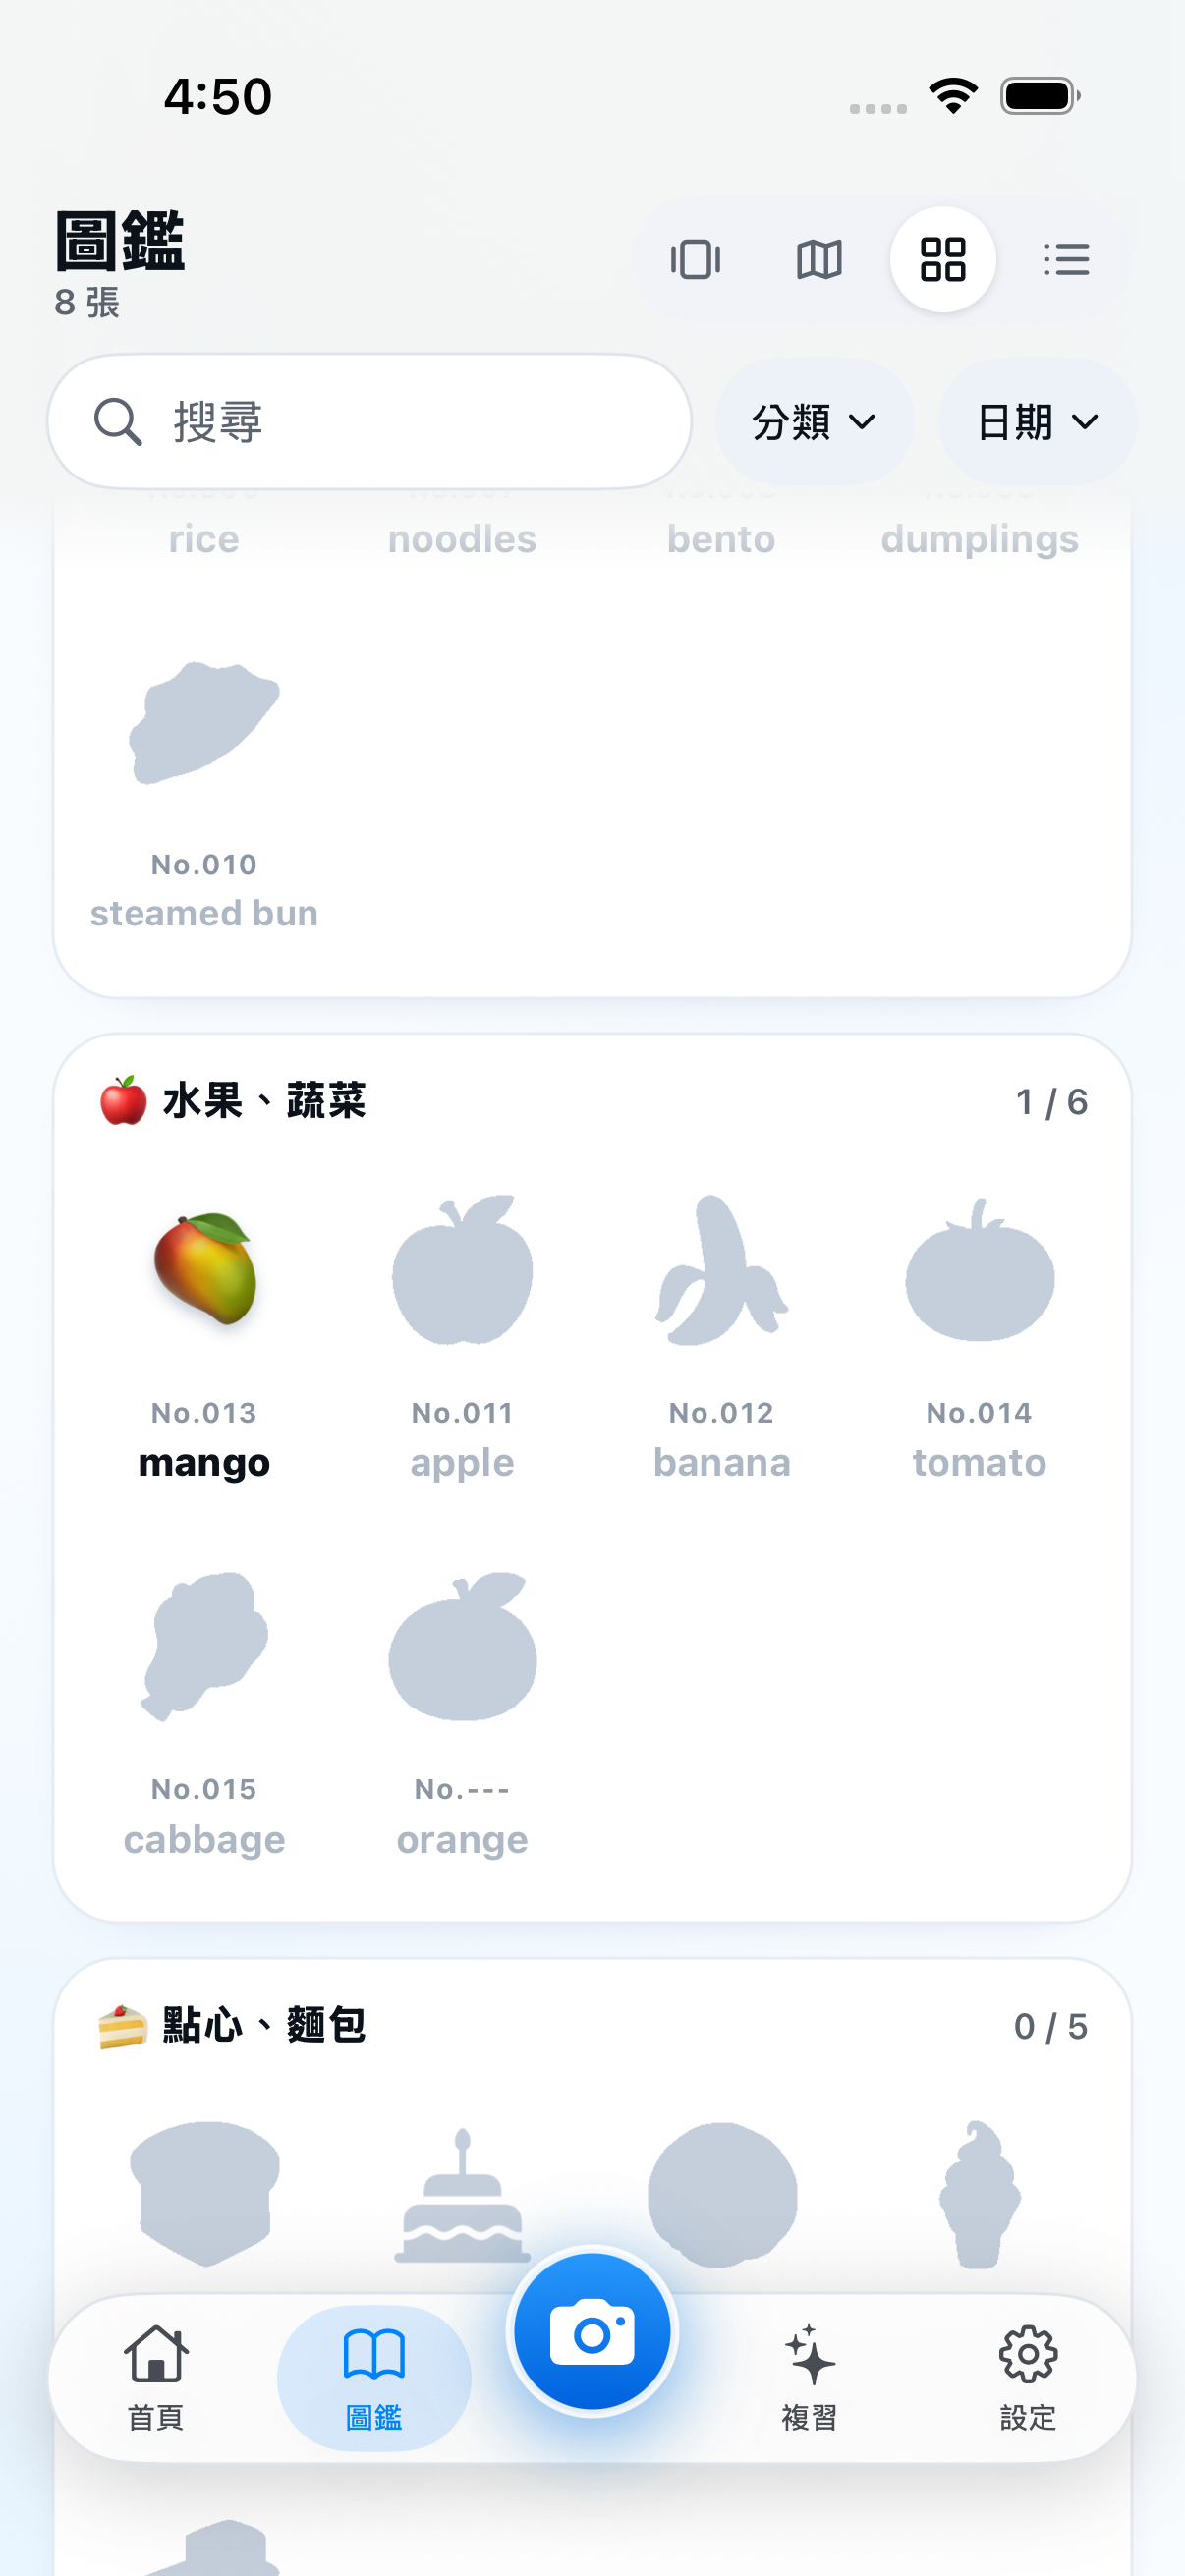 4:50
圖鑑
8 張
搜尋
分類
日期
rice noodles bento dumplings
No.010
steamed bun
水果、蔬菜 1 / 6
No.013 No.011 No.012 No.014
mango apple banana tomato
No.015 No.---
cabbage orange
點心、麵包 0 / 5
首頁 圖鑑 複習 設定